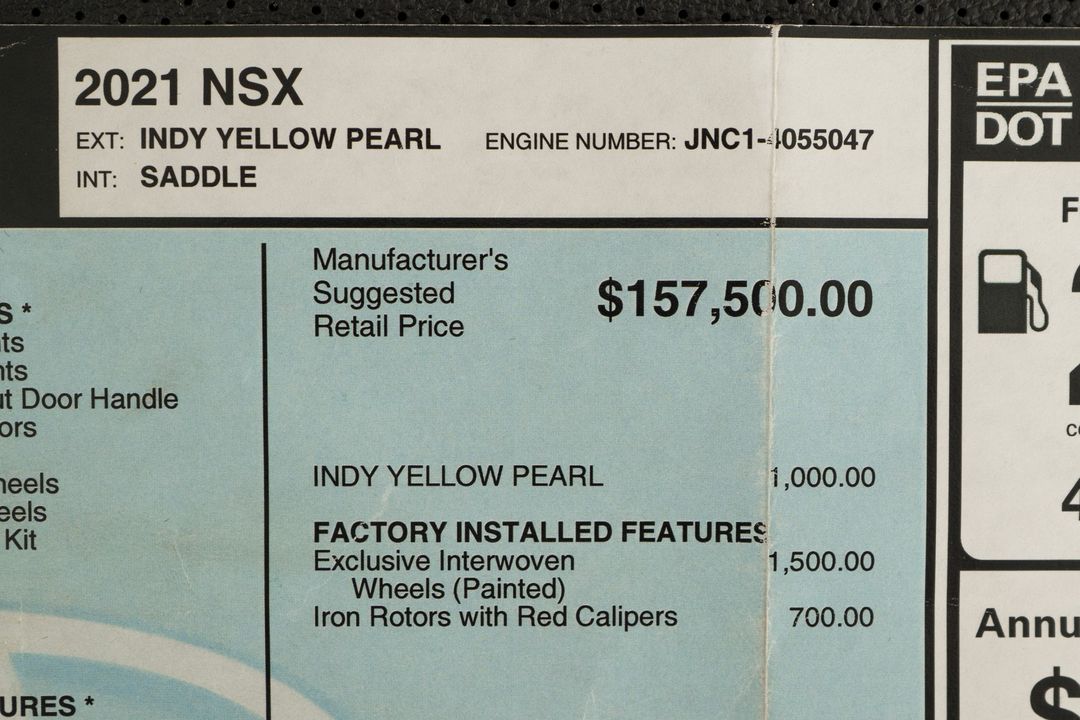 2021 NSX
EXT: INDY YELLOW PEARL ENGINE NUMBER: JNC1-4055047
INT: SADDLE
EPA
DOT
Manufacturer's
Suggested
Retail Price
$157,500.00
Door Handle
Kit
INDY YELLOW PEARL 1,000.00
FACTORY INSTALLED FEATURES
Exclusive Interwoven 1,500.00
Wheels (Painted)
Iron Rotors with Red Calipers 700.00